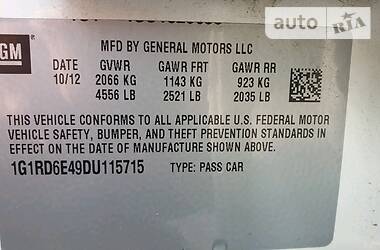 auto RIA
GM
MFD BY GENERAL MOTORS LLC
DATE GVWR GAWR FRT GAWR RR
10/12 2066 KG 1143 KG 923 KG
4556 LB 2521 LB 2035 LB
THIS VEHICLE CONFORMS TO ALL APPLICABLE U.S. FEDERAL MOTOR
VEHICLE SAFETY, BUMPER, AND THEFT PREVENTION STANDARDS IN
EFFECT ON THE DATE OF MANUFACTURE SHOWN ABOVE.
1G1RD6E49DU115715 TYPE: PASS CAR